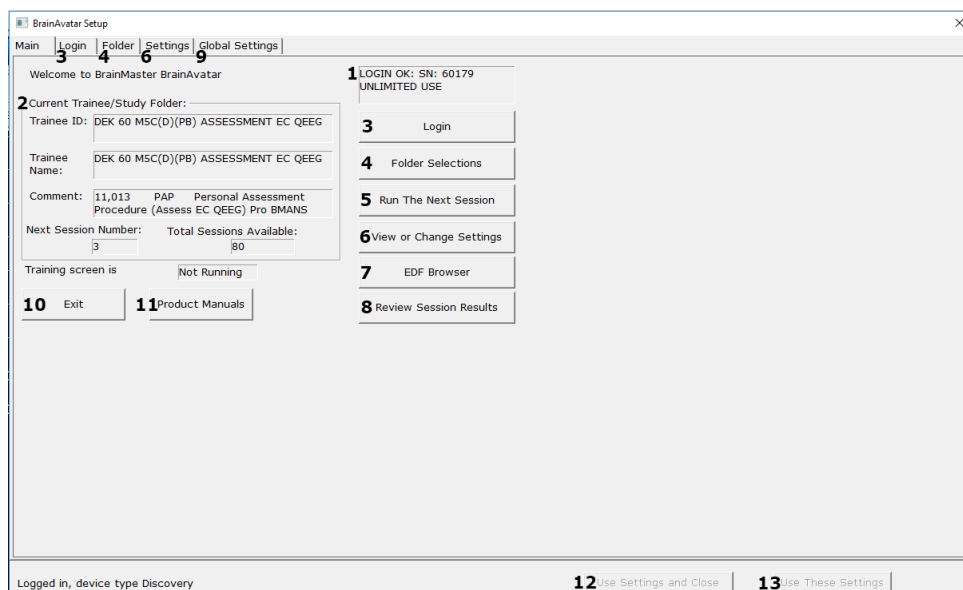 BrainAvatar Setup
Main Login Folder Settings Global Settings
3 4 6 9
Welcome to BrainMaster BrainAvatar
1 LOGIN OK: SN: 60179
UNLIMITED USE
2 Current Trainee/Study Folder:
Trainee ID: DEK 60 M5C(D)(PB) ASSESSMENT EC QEEG
Trainee Name: DEK 60 M5C(D)(PB) ASSESSMENT EC QEEG
Comment: 11,013 PAP Personal Assessment
Procedure (Assess EC QEEG) Pro BMANS
Next Session Number: Total Sessions Available:
3 80
Training screen is Not Running
10 Exit 11 Product Manuals
3 Login
4 Folder Selections
5 Run The Next Session
6 View or Change Settings
7 EDF Browser
8 Review Session Results
Logged in, device type Discovery 12 Use Settings and Close 13 Use These Settings